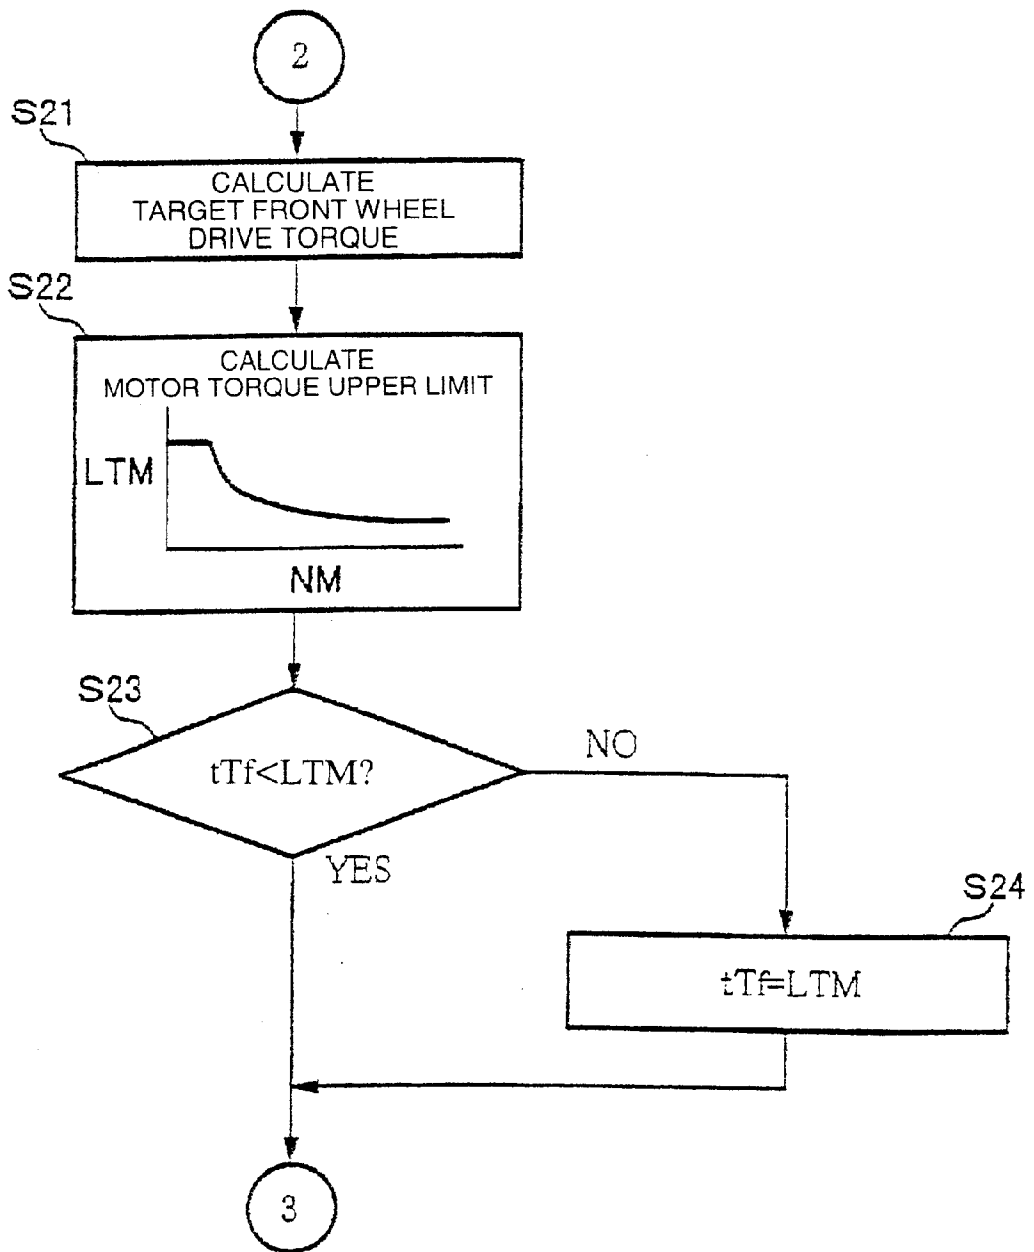 2
S21
CALCULATE
TARGET FRONT WHEEL
DRIVE TORQUE
S22
CALCULATE
MOTOR TORQUE UPPER LIMIT
LTM
NM
S23
tTf<LTM?
NO
YES
S24
tTf=LTM
3